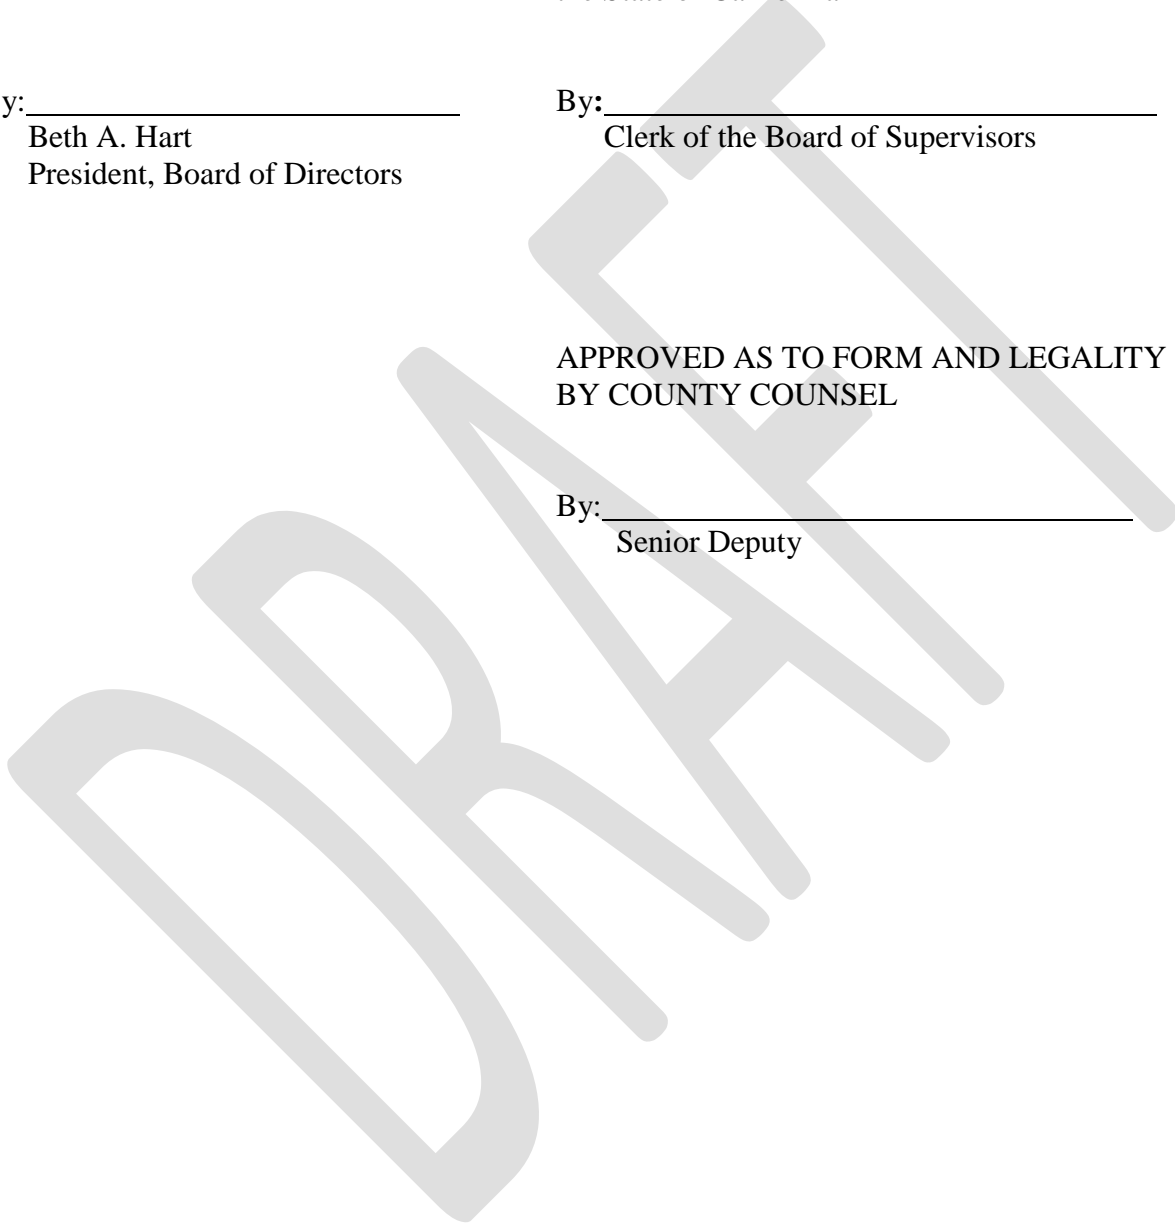 y:
Beth A. Hart
President, Board of Directors
By:
Clerk of the Board of Supervisors
APPROVED AS TO FORM AND LEGALITY
BY COUNTY COUNSEL
By:
Senior Deputy
DRAFT